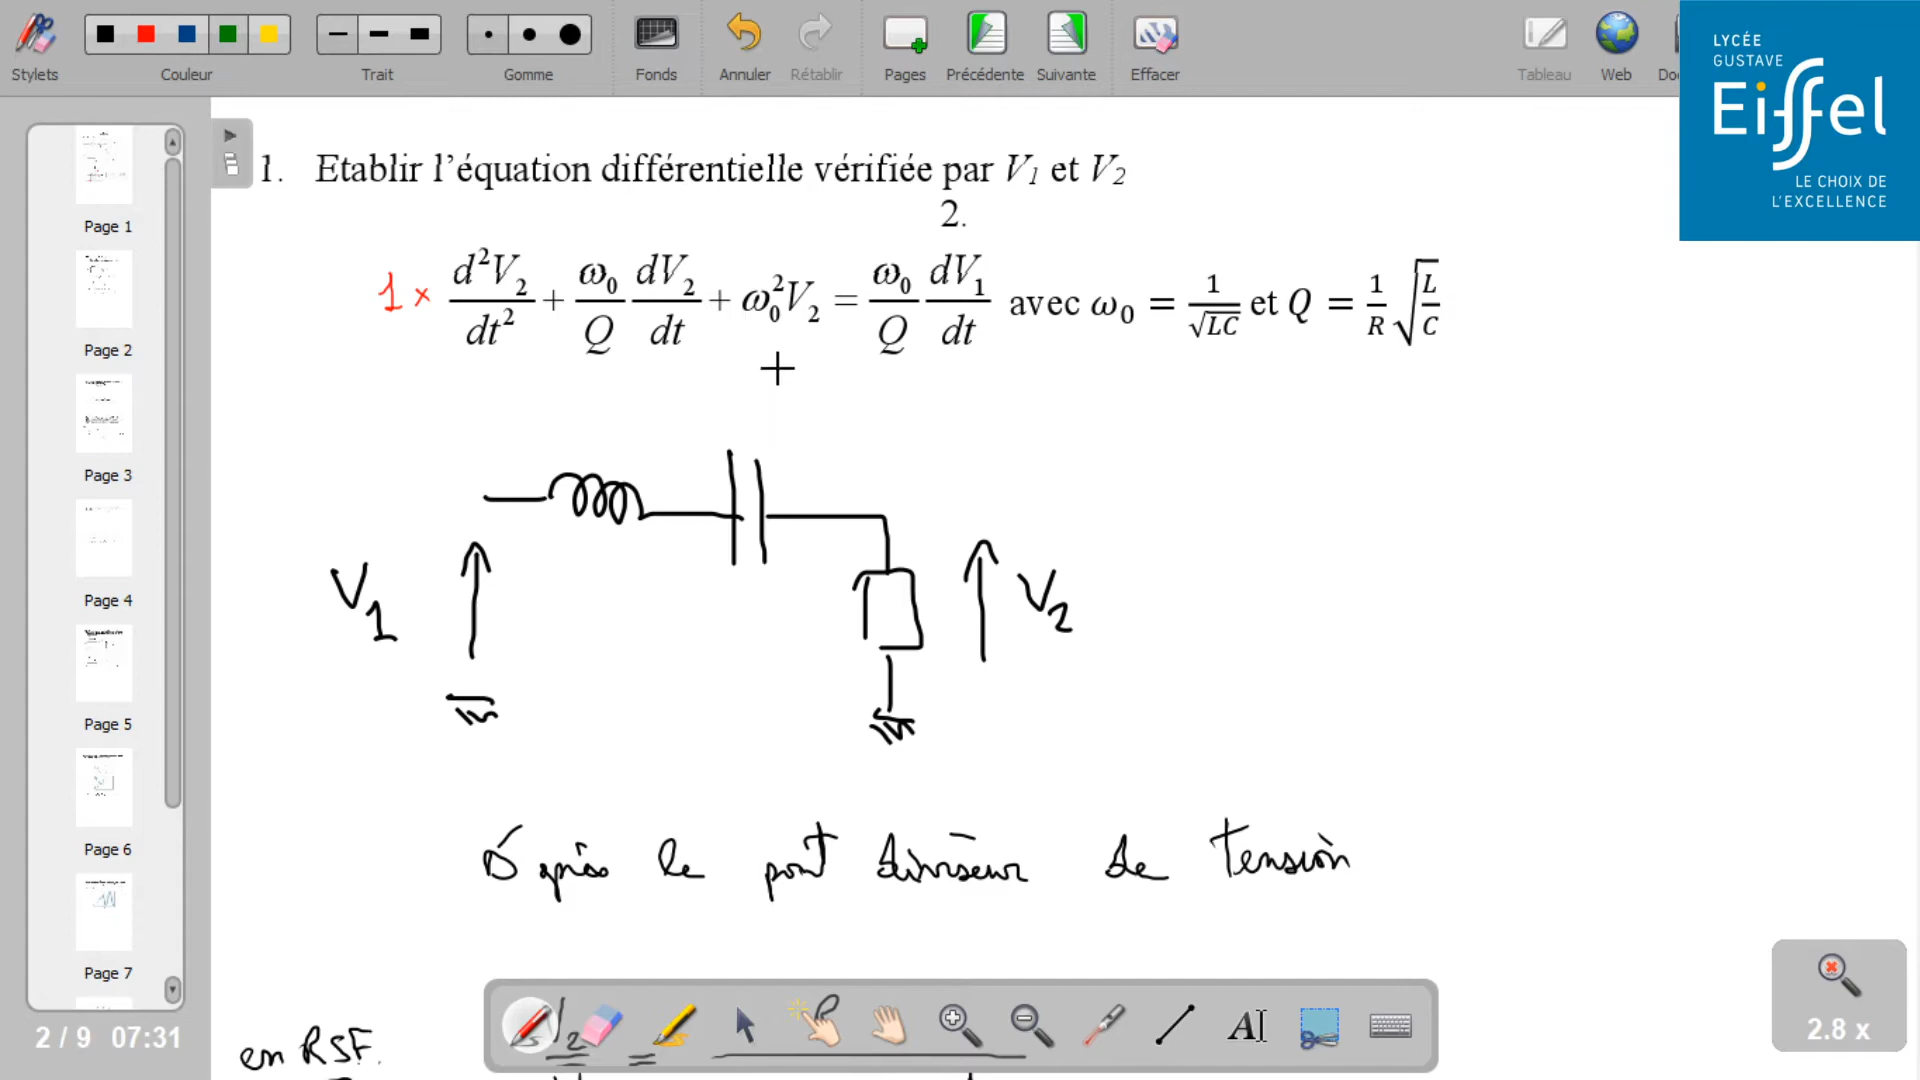 Stylets Couleur Trait Gomme Fonds Annuler Rétablir Pages Précédente Suivante Effacer Tableau Web
LYCÉE
GUSTAVE
Eiffel
LE CHOIX DE
L'EXCELLENCE
1. Etablir l'équation différentielle vérifiée par V₁ et V₂
2.
1 × d²V₂/dt² + ω₀/Q dV₂/dt + ω₀²V₂ = ω₀/Q dV₁/dt avec ω₀ = 1/√LC et Q = 1/R √L/C
V₁ V₂
D'après le pont diviseur de tension
en RSF.
Page 1
Page 2
Page 3
Page 4
Page 5
Page 6
Page 7
2 / 9 07:31
2.8 x